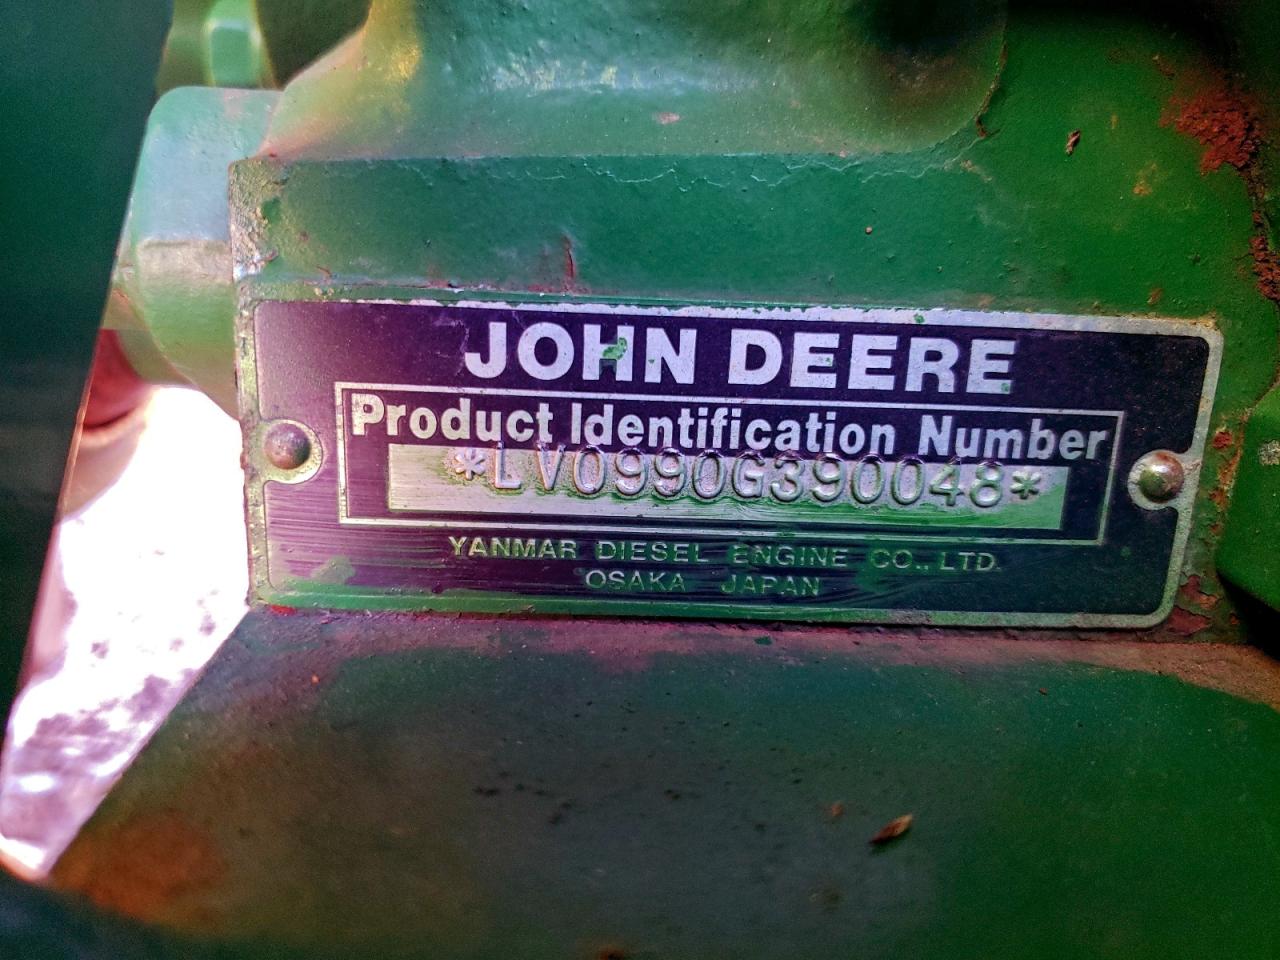 JOHN DEERE
Product Identification Number
*LV0990G390048*
YANMAR DIESEL ENGINE CO., LTD.
OSAKA JAPAN